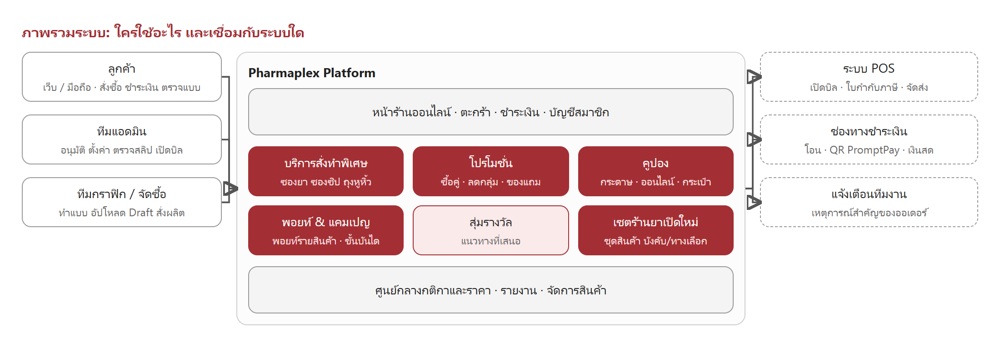 ภาพรวมระบบ: ใครใช้อะไร และเชื่อมกับระบบใด
ลูกค้า
เว็บ / มือถือ · สั่งซื้อ ชำระเงิน ตรวจแบบ
ทีมแอดมิน
อนุมัติ ตั้งค่า ตรวจสลิป เปิดบิล
ทีมกราฟิก / จัดซื้อ
ทำแบบ อัปโหลด Draft สั่งผลิต
Pharmaplex Platform
หน้าร้านออนไลน์ · ตะกร้า · ชำระเงิน · บัญชีสมาชิก
บริการสั่งทำพิเศษ
ซองยา ซองซิป ถุงหูหิ้ว
โปรโมชั่น
ซื้อคู่ · ลดกลุ่ม · ของแถม
คูปอง
กระดาษ · ออนไลน์ · กระเป๋า
พอยท์ & แคมเปญ
พอยท์รายสินค้า · ขั้นบันได
สุ่มรางวัล
แนวทางที่เสนอ
เซตร้านยาเปิดใหม่
ชุดสินค้า บังคับ/ทางเลือก
ศูนย์กลางกติกาและราคา · รายงาน · จัดการสินค้า
ระบบ POS
เปิดบิล · ใบกำกับภาษี · จัดส่ง
ช่องทางชำระเงิน
โอน · QR PromptPay · เงินสด
แจ้งเตือนทีมงาน
เหตุการณ์สำคัญของออเดอร์